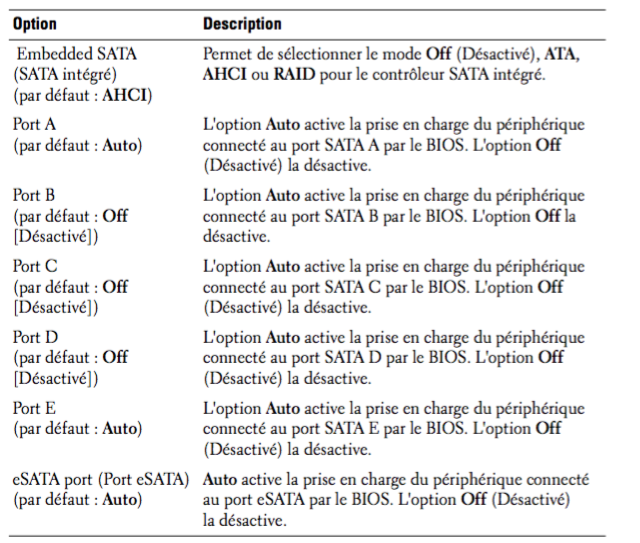 Option Description
Embedded SATA Permet de sélectionner le mode Off (Désactivé), ATA,
(SATA intégré) AHCI ou RAID pour le contrôleur SATA intégré.
(par défaut : AHCI)
Port A L'option Auto active la prise en charge du périphérique
(par défaut : Auto) connecté au port SATA A par le BIOS. L'option Off
(Désactivé) la désactive.
Port B L'option Auto active la prise en charge du périphérique
(par défaut : Off connecté au port SATA B par le BIOS. L'option Off la
[Désactivé]) désactive.
Port C L'option Auto active la prise en charge du périphérique
(par défaut : Off connecté au port SATA C par le BIOS. L'option Off
[Désactivé]) (Désactivé) la désactive.
Port D L'option Auto active la prise en charge du périphérique
(par défaut : Off connecté au port SATA D par le BIOS. L'option Off
[Désactivé]) (Désactivé) la désactive.
Port E L'option Auto active la prise en charge du périphérique
(par défaut : Auto) connecté au port SATA E par le BIOS. L'option Off
(Désactivé) la désactive.
eSATA port (Port eSATA) Auto active la prise en charge du périphérique connecté
(par défaut : Auto) au port eSATA par le BIOS. L'option Off (Désactivé)
la désactive.